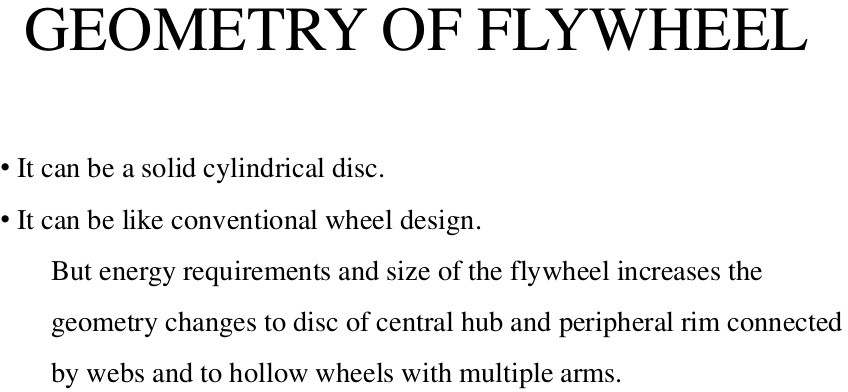 GEOMETRY OF FLYWHEEL
• It can be a solid cylindrical disc.
• It can be like conventional wheel design.
But energy requirements and size of the flywheel increases the
geometry changes to disc of central hub and peripheral rim connected
by webs and to hollow wheels with multiple arms.